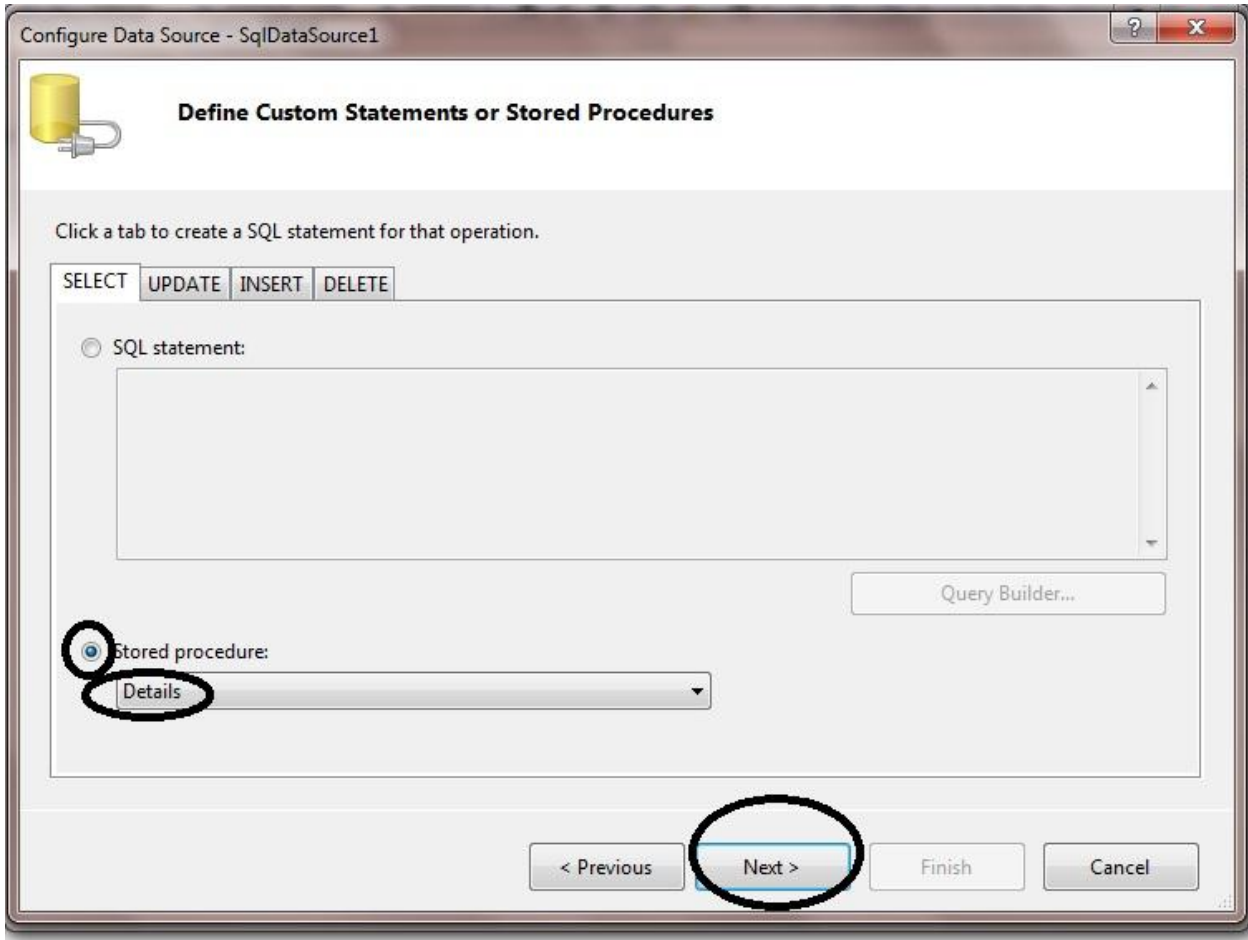 Configure Data Source - SqlDataSource1
Define Custom Statements or Stored Procedures
Click a tab to create a SQL statement for that operation.
SELECT UPDATE INSERT DELETE
SQL statement:
Query Builder...
Stored procedure:
Details
< Previous Next > Finish Cancel